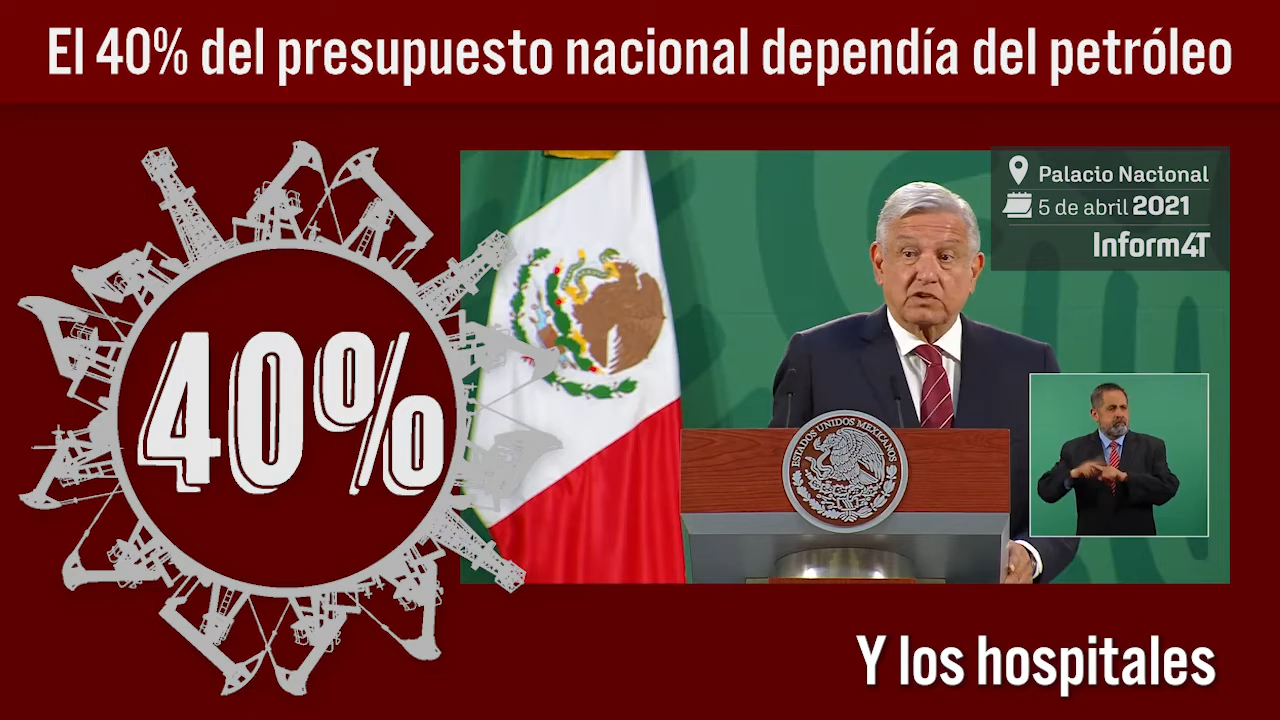 El 40% del presupuesto nacional dependía del petróleo
Palacio Nacional
5 de abril 2021
Inform4T
40%
ESTADOS UNIDOS MEXICANOS
Y los hospitales